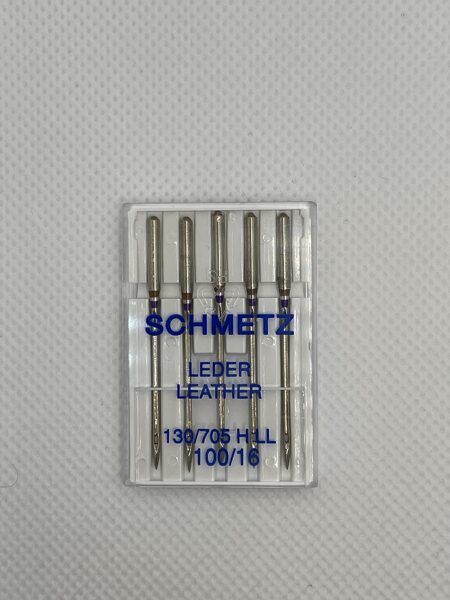 SCHMETZ
LEDER
LEATHER
130/705 H LL
100/16